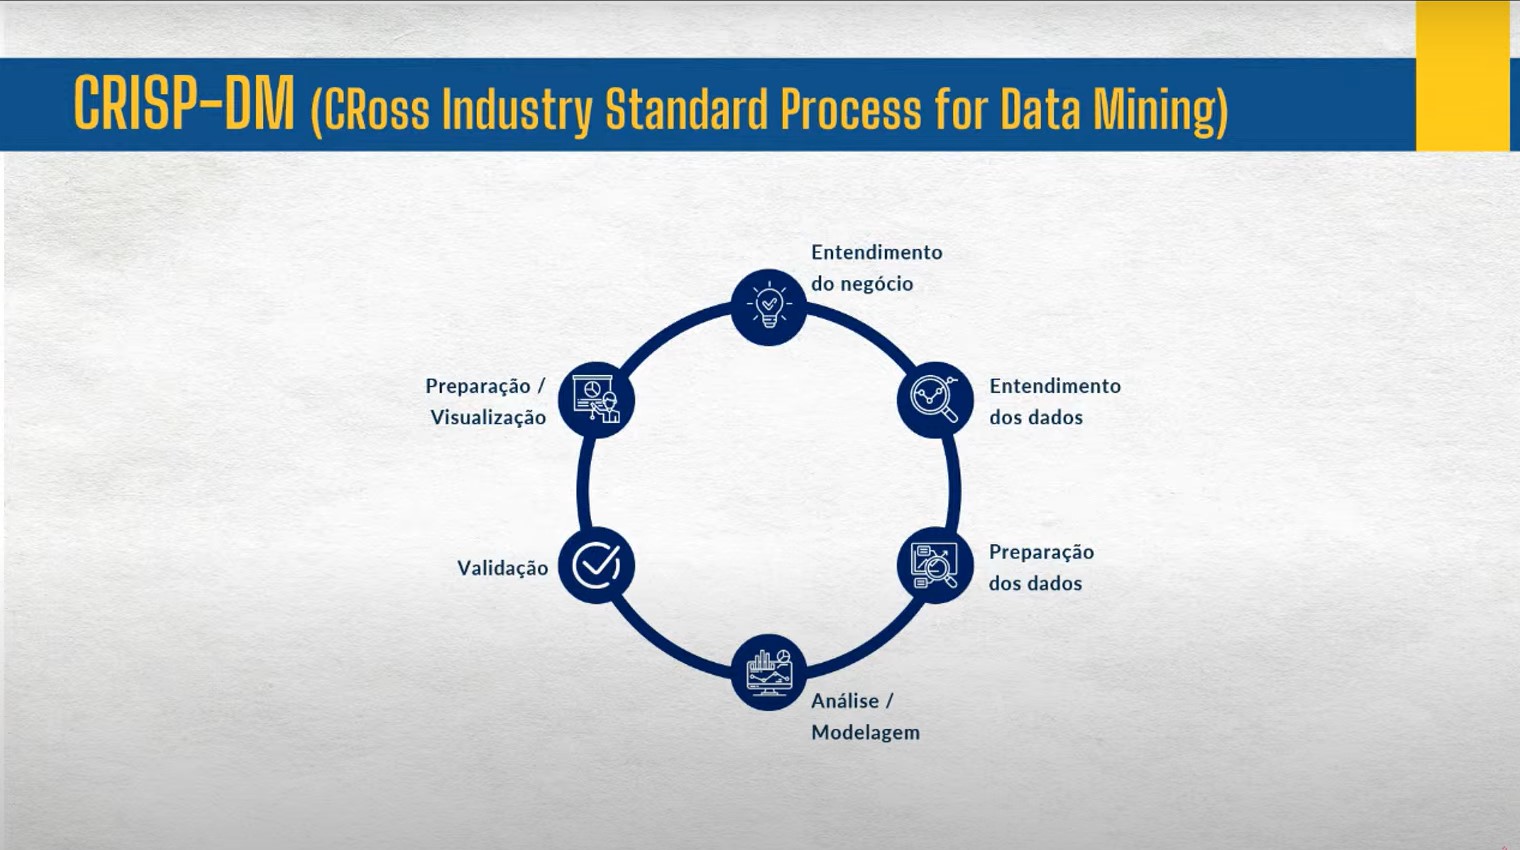 CRISP-DM (CRoss Industry Standard Process for Data Mining)
Entendimento
do negócio
Entendimento
dos dados
Preparação
dos dados
Análise /
Modelagem
Validação
Preparação /
Visualização